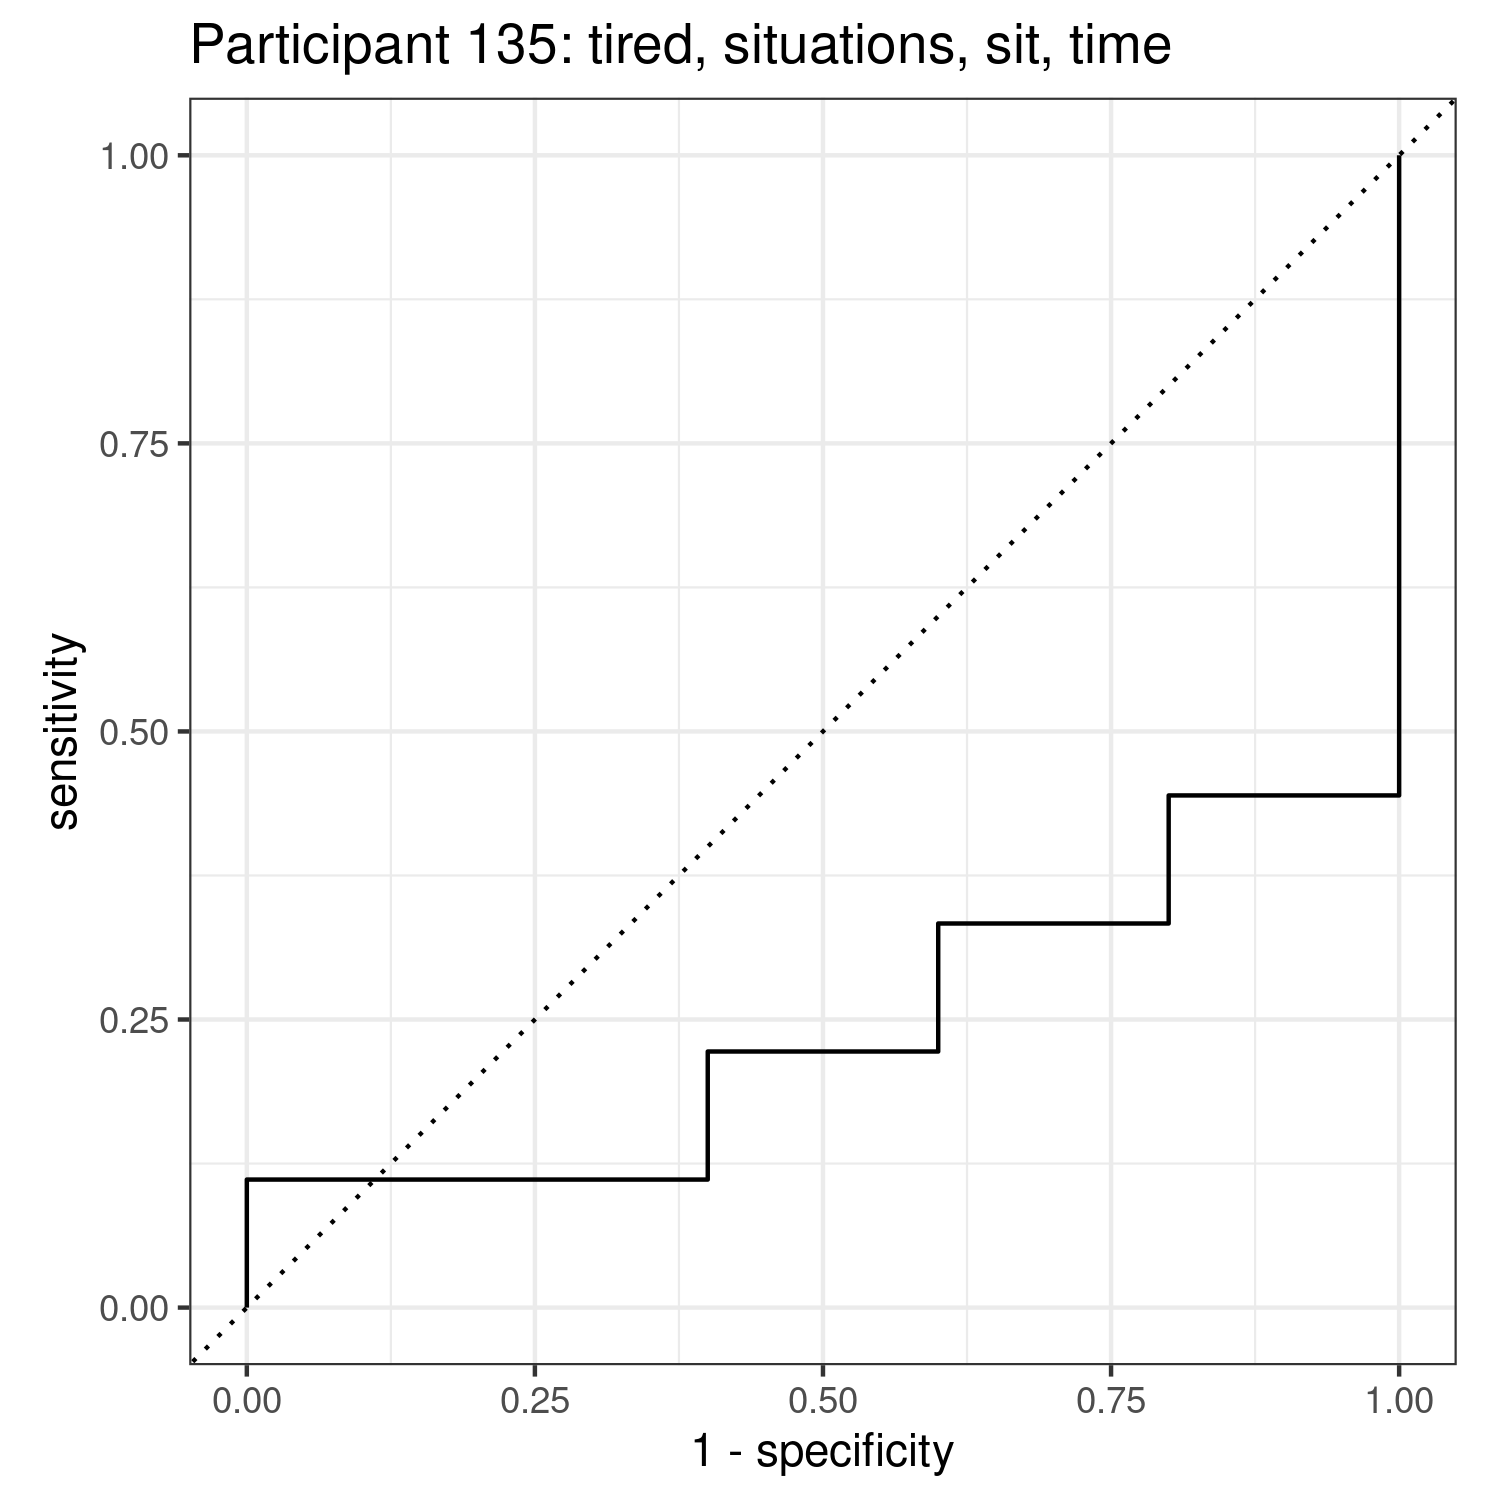 Participant 135: tired, situations, sit, time
1.00
0.75
0.50
0.25
0.00
sensitivity
0.00 0.25 0.50 0.75 1.00
1 - specificity